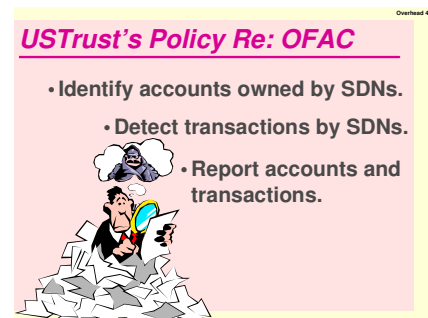 Overhead 4
USTrust's Policy Re: OFAC
• Identify accounts owned by SDNs.
• Detect transactions by SDNs.
• Report accounts and
transactions.